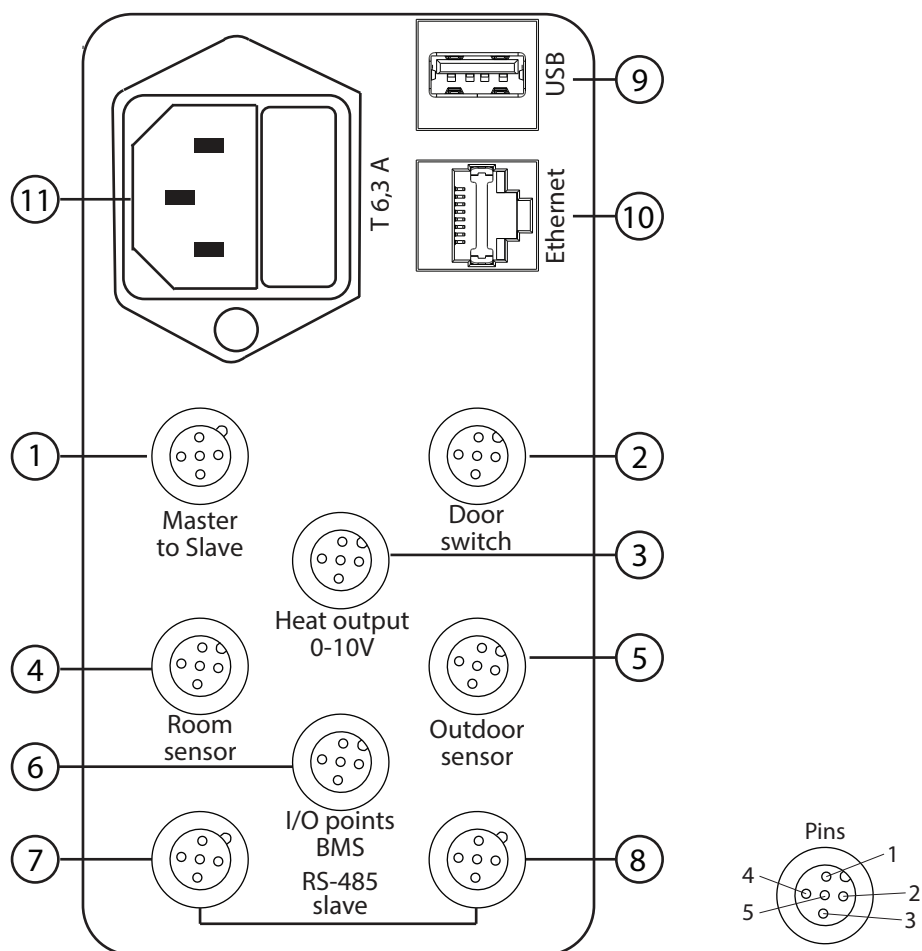 9
USB
11
T 6,3 A
10
Ethernet
1
2
Master
to Slave
Door
switch
3
Heat output
0-10V
4
5
Room
sensor
Outdoor
sensor
6
I/O points
BMS
7
8
RS-485
slave
Pins
1
4
2
5
3